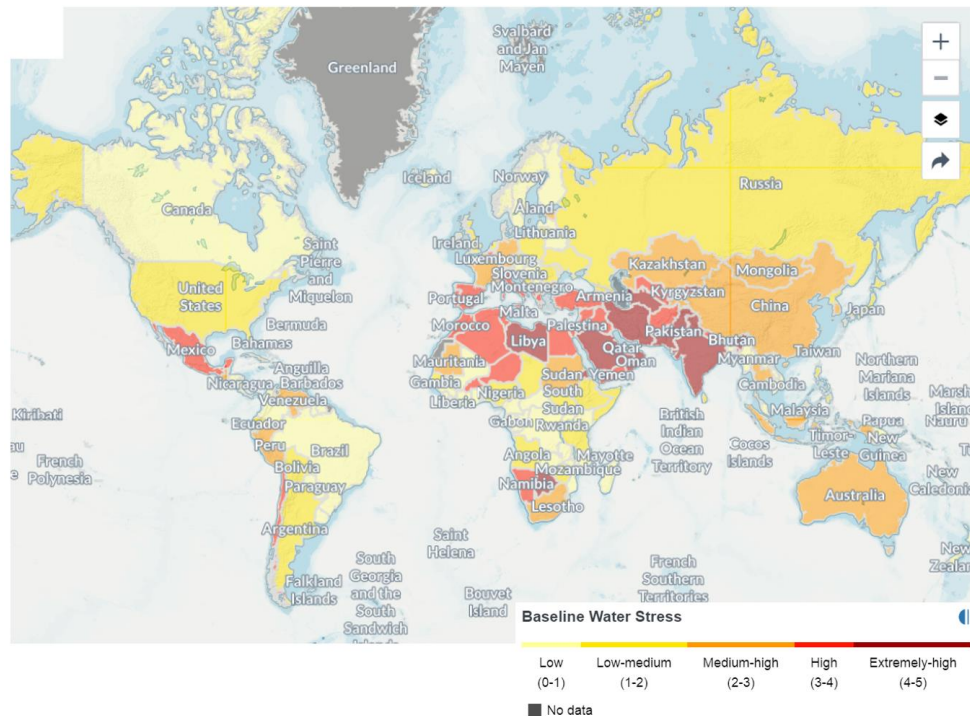 Svalbard
and Jan
Mayen
Greenland
Iceland
Norway
Russia
Åland
Canada
Lithuania
Ireland
Saint
Pierre
and
Miquelon
Luxembourg
Slovenia
Montenegro
Kazakhstan
Mongolia
United
States
Portugal
Armenia
Kyrgyzstan
China
Japan
Bermuda
Malta
Morocco
Palestina
Pakistan
Libya
Bahamas
Mexico
Qatar
Bhutan
Taiwan
Oman
Myanmar
Mauritania
Anguilla
Barbados
Nicaragua
Sudan
Yemen
Northern
Mariana
Islands
Gambia
Nigeria
South
Sudan
Cambodia
Venezuela
Liberia
Kiribati
Ecuador
Gabon
Rwanda
British
Indian
Ocean
Territory
Malaysia
Papua
New
Guinea
Marsh
Island
Nauru
Peru
Brazil
Cocos
Islands
Timor-
Leste
French
Polynesia
Angola
Mayotte
Mozambique
Bolivia
Namibia
Paraguay
Australia
New
Caledoni
Lesotho
Argentina
Saint
Helena
New
Zealan
South
Georgia
and the
South
Sandwich
Falkland
Islands
Bouvet
Island
French
Southern
Territories
Baseline Water Stress
Low Low-medium Medium-high High Extremely-high
(0-1) (1-2) (2-3) (3-4) (4-5)
No data